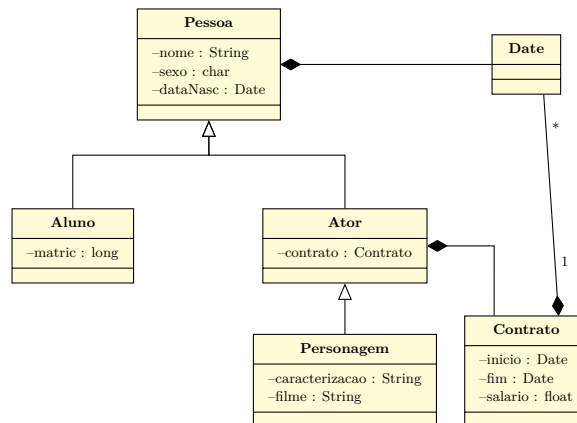 Pessoa
–nome : String
–sexo : char
–dataNasc : Date
Date
*
1
Aluno
–matric : long
Ator
–contrato : Contrato
Personagem
–caracterizacao : String
–filme : String
Contrato
–inicio : Date
–fim : Date
–salario : float